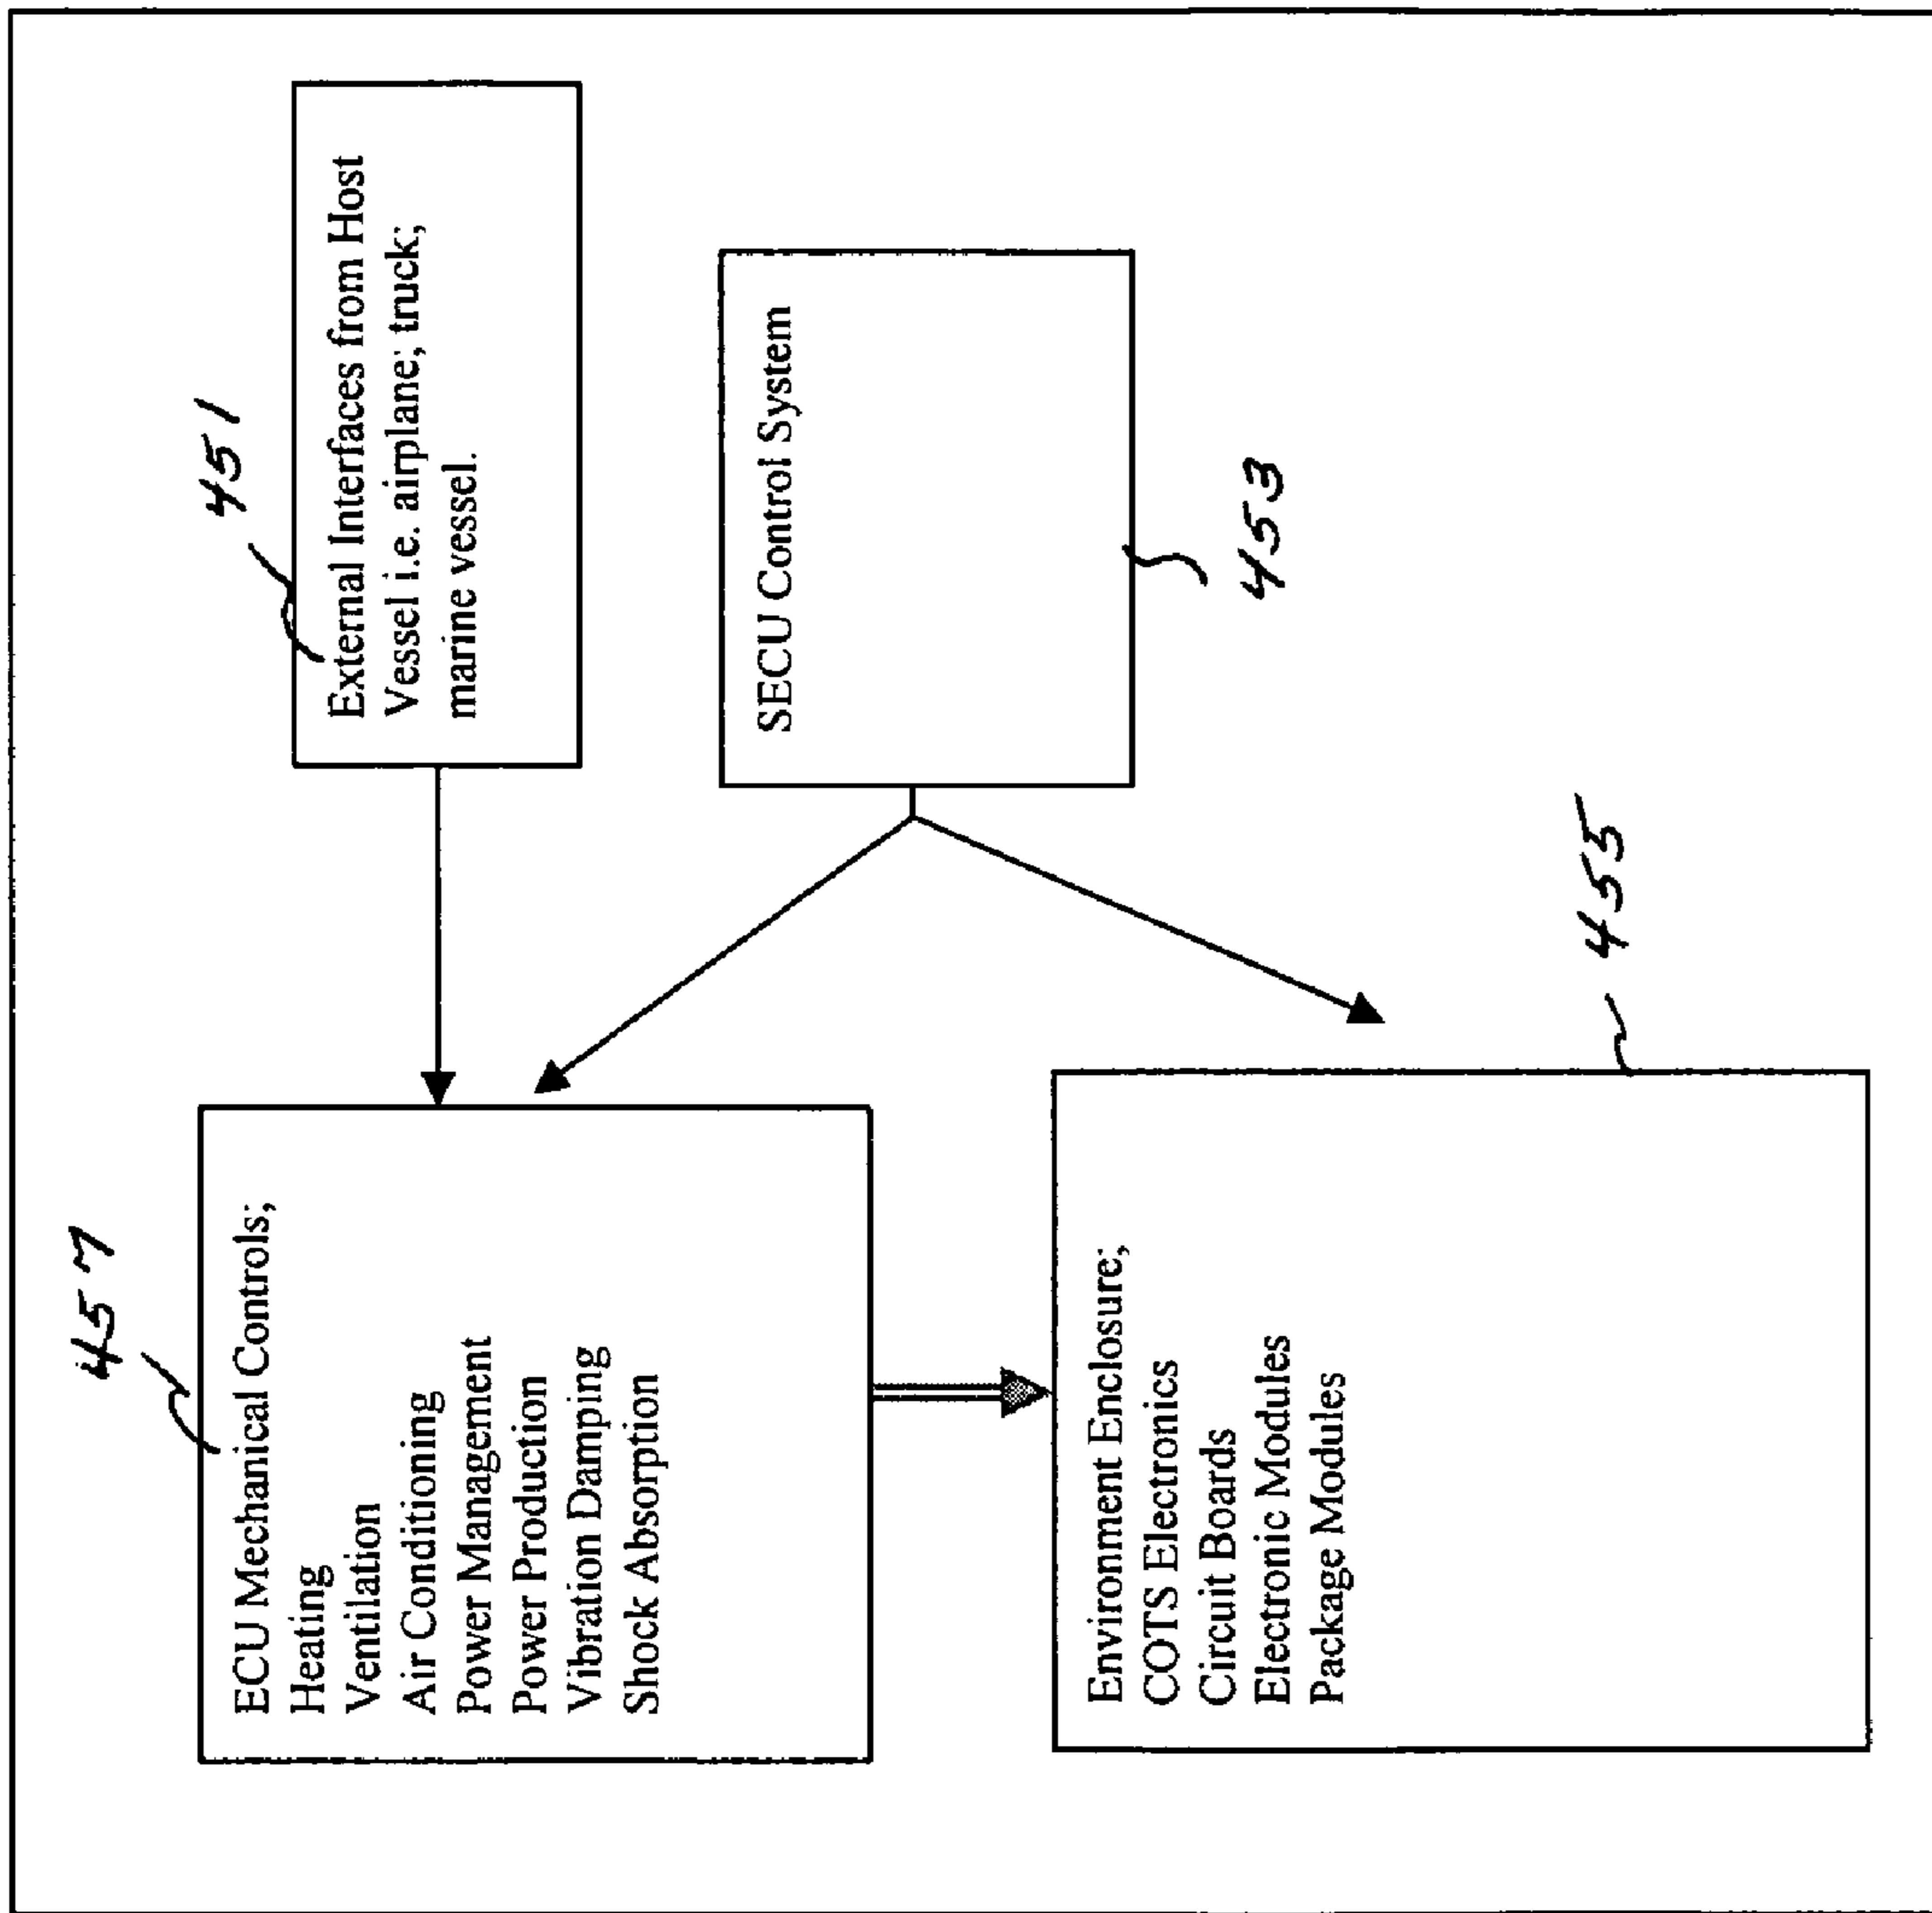 457
ECU Mechanical Controls;
Heating
Ventilation
Air Conditioning
Power Management
Power Production
Vibration Damping
Shock Absorption
451
External Interfaces from Host
Vessel i.e. airplane; truck;
marine vessel.
SECU Control System
453
Environment Enclosure;
COTS Electronics
Circuit Boards
Electronic Modules
Package Modules
455